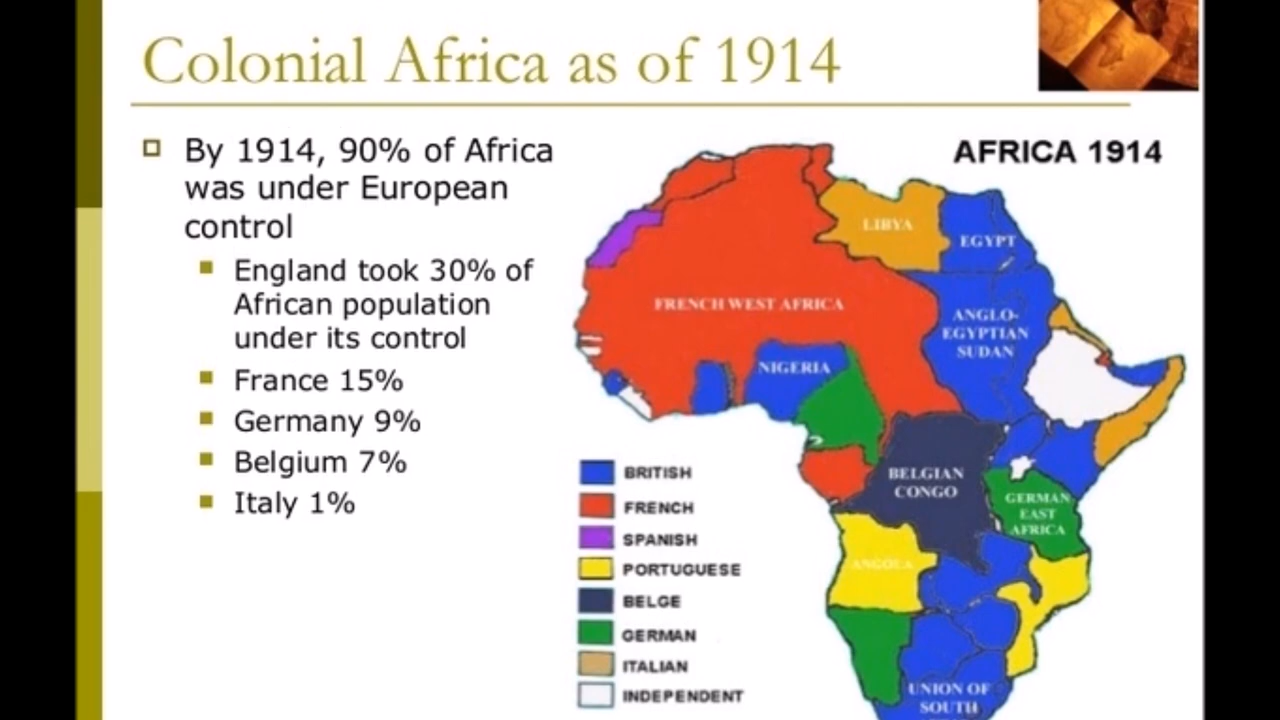 Colonial Africa as of 1914
By 1914, 90% of Africa
was under European
control
England took 30% of
African population
under its control
France 15%
Germany 9%
Belgium 7%
Italy 1%
AFRICA 1914
LIBYA
EGYPT
FRENCH WEST AFRICA
ANGLO-
EGYPTIAN
SUDAN
NIGERIA
BELGIAN
CONGO
GERMAN
EAST
AFRICA
ANGOLA
UNION OF
SOUTH
BRITISH
FRENCH
SPANISH
PORTUGUESE
BELGE
GERMAN
ITALIAN
INDEPENDENT